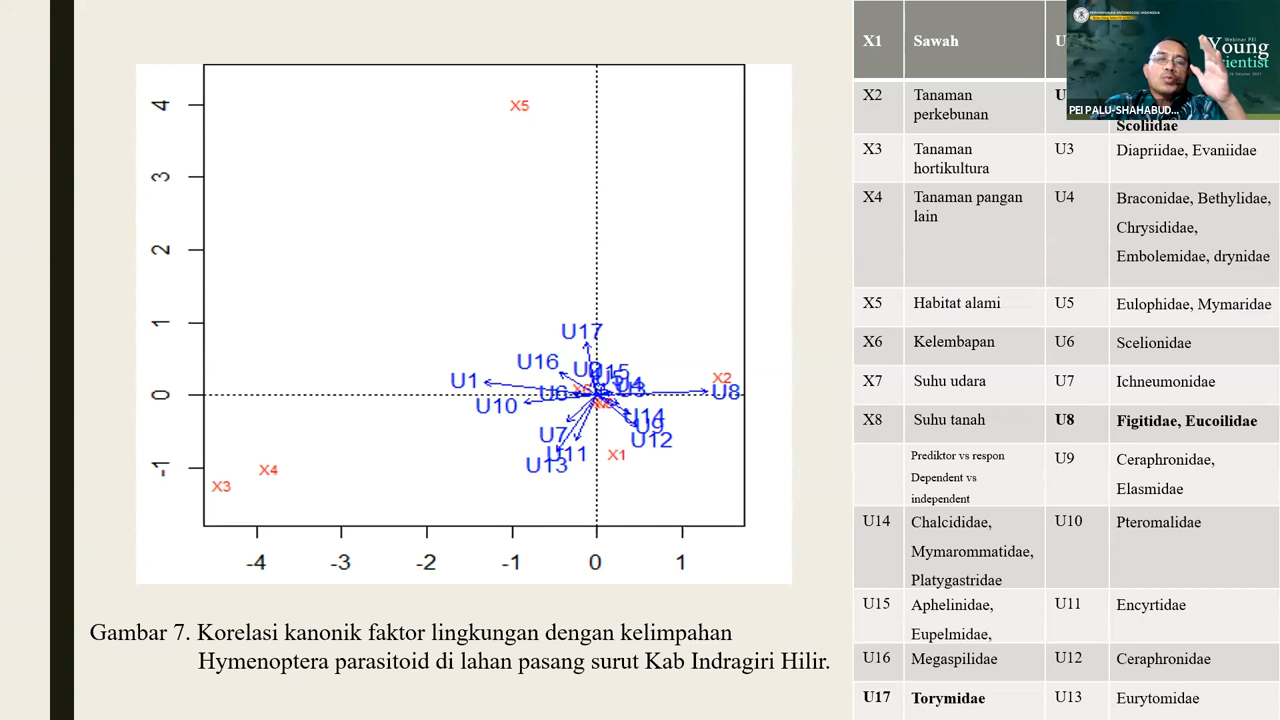 4
3
2
1
0
-1
-4
-3
-2
-1
0
1
X5
U17
U16
U15
U1
X2
U6
U8
U10
U14
U9
U7
U12
U11
X1
U13
X4
X3
Gambar 7. Korelasi kanonik faktor lingkungan dengan kelimpahan
Hymenoptera parasitoid di lahan pasang surut Kab Indragiri Hilir.
X1 Sawah
X2 Tanaman
perkebunan
Scoliidae
X3 Tanaman U3 Diapriidae, Evaniidae
hortikultura
X4 Tanaman pangan U4 Braconidae, Bethylidae,
lain
Chrysididae,
Embolemidae, drynidae
X5 Habitat alami U5 Eulophidae, Mymaridae
X6 Kelembapan U6 Scelionidae
X7 Suhu udara U7 Ichneumonidae
X8 Suhu tanah U8 Figitidae, Eucoilidae
Prediktor vs respon U9 Ceraphronidae,
Dependent vs
independent
Elasmidae
U14 Chalcididae, U10 Pteromalidae
Mymarommatidae,
Platygastridae
U15 Aphelinidae, U11 Encyrtidae
Eupelmidae,
U16 Megaspilidae U12 Ceraphronidae
U17 Torymidae U13 Eurytomidae
Webinar PEI
Young
PEI PALU-SHAHABUD...